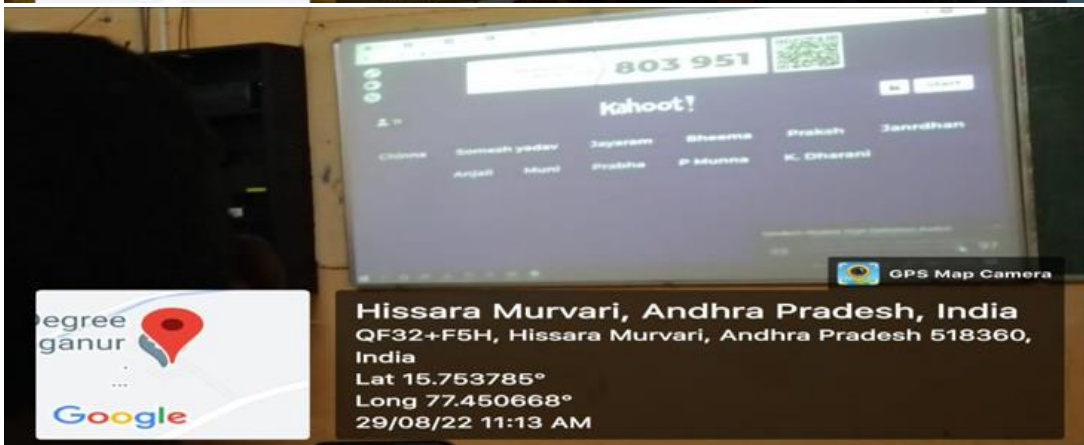 803 951
Kahoot!
Start
11
Chinna Somesh yadav Jayaram Bheema Praksh Janrdhan
Anjali Muni Prabha P Munna K. Dharani
GPS Map Camera
egree
ganur
Google
Hissara Murvari, Andhra Pradesh, India
QF32+F5H, Hissara Murvari, Andhra Pradesh 518360,
India
Lat 15.753785°
Long 77.450668°
29/08/22 11:13 AM